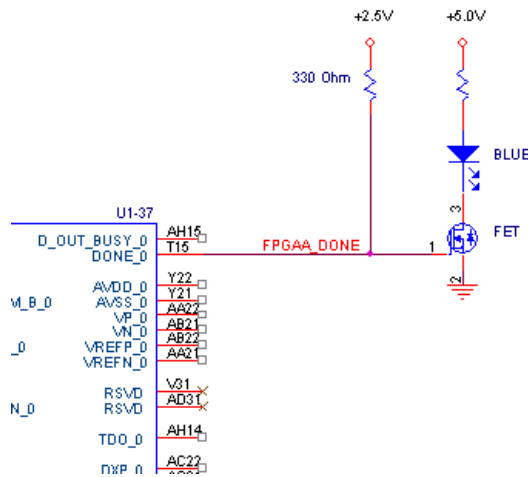 +2.5V
+5.0V
330 Ohm
BLUE
U1-37
3
FET
D_OUT_BUSY_0 AH15
DONE_0 T15 FPGAA_DONE 1
2
AVDD_0 Y22
M_B_0 AVSS_0 Y21
VP_0 AA22
VN_0 AB21
_0 VREFP_0 AB22
VREFN_0 AA21
RSVD V31
N_0 RSVD AD31
TDO_0 AH14
DXP_0 AC22